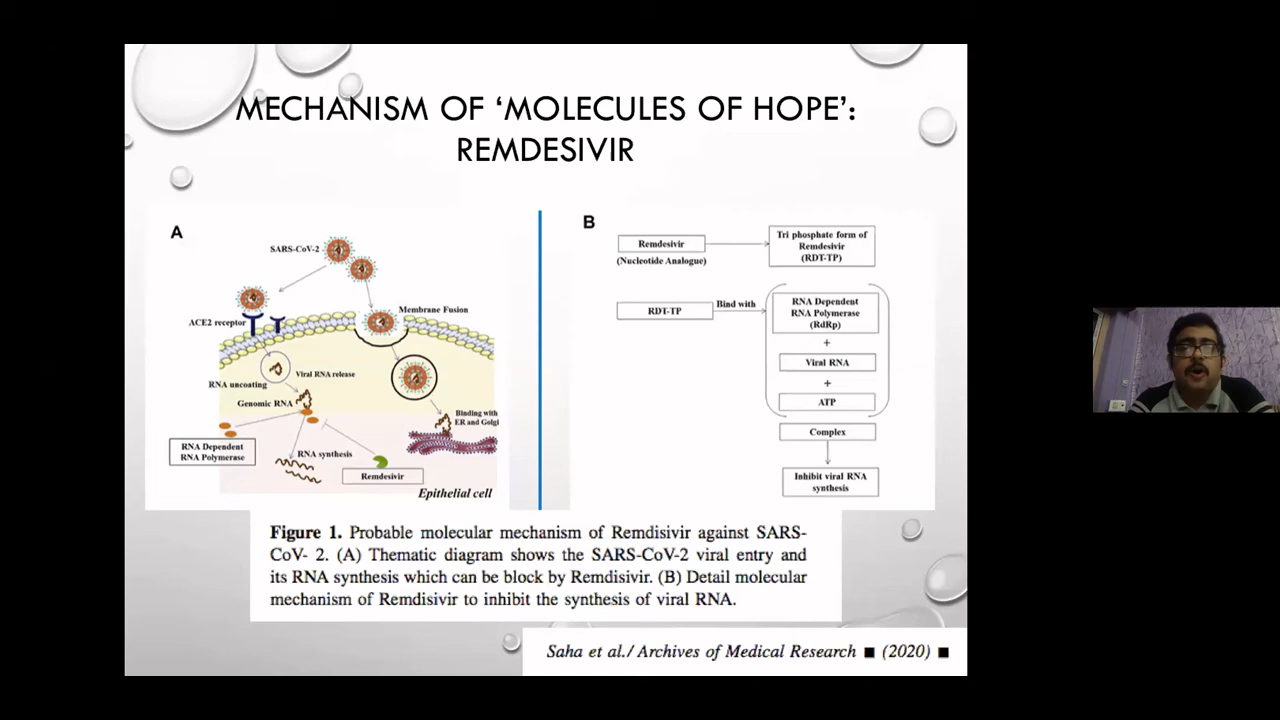 MECHANISM OF ‘MOLECULES OF HOPE’:
REMDESIVIR
A
SARS-CoV-2
ACE2 receptor
Membrane Fusion
RNA uncoating
Viral RNA release
Genomic RNA
Binding with
ER and Golgi
RNA Dependent
RNA Polymerase
RNA synthesis
Remdesivir
Epithelial cell
B
Remdesivir
(Nucleotide Analogue)
Tri phosphate form of
Remdesivir
(RDT-TP)
RDT-TP
Bind with
RNA Dependent
RNA Polymerase
(RdRp)
+
Viral RNA
+
ATP
Complex
Inhibit viral RNA
synthesis
Figure 1. Probable molecular mechanism of Remdisivir against SARS-
CoV- 2. (A) Thematic diagram shows the SARS-CoV-2 viral entry and
its RNA synthesis which can be block by Remdisivir. (B) Detail molecular
mechanism of Remdisivir to inhibit the synthesis of viral RNA.
Saha et al./ Archives of Medical Research ■ (2020) ■